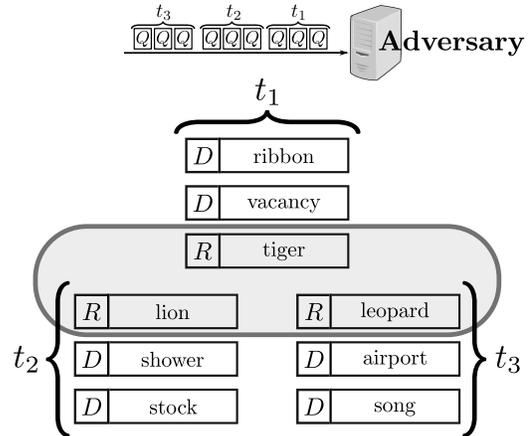 t3 t2 t1
Q Q Q Q Q Q Q Q Q
Adversary
t1
D ribbon
D vacancy
R tiger
R lion R leopard
t2 D shower D airport t3
D stock D song